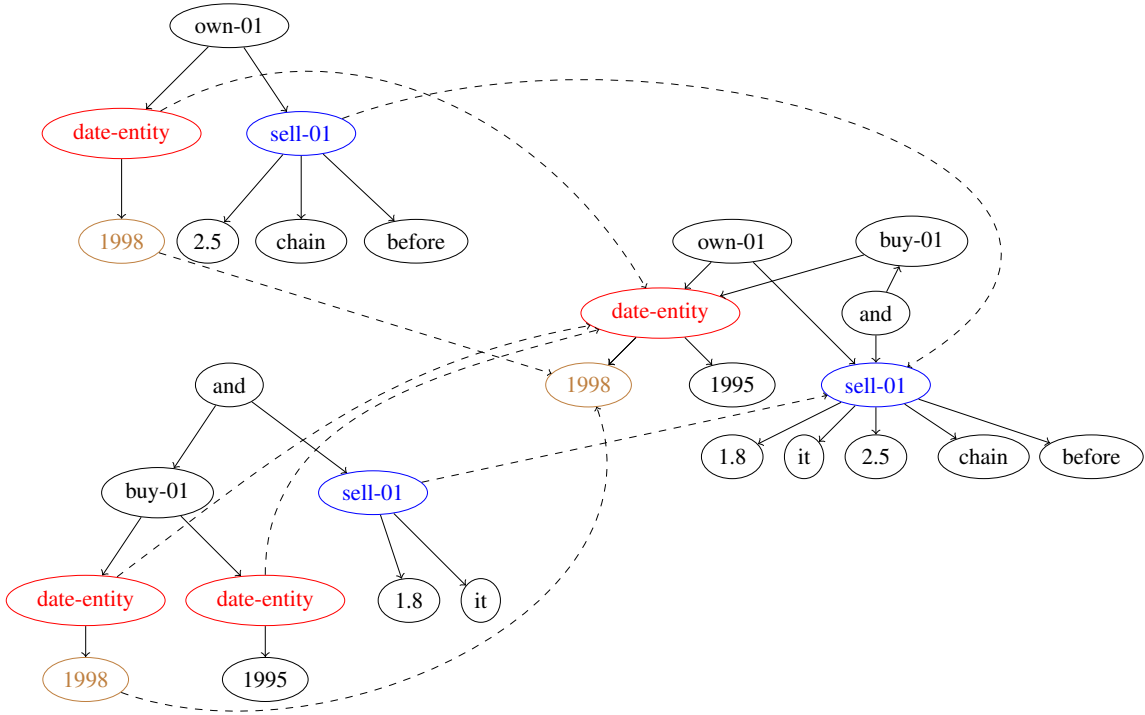 own-01
date-entity
sell-01
1998
2.5
chain
before
own-01
buy-01
date-entity
and
1998
1995
sell-01
1.8
it
2.5
chain
before
and
buy-01
sell-01
date-entity
date-entity
1.8
it
1998
1995